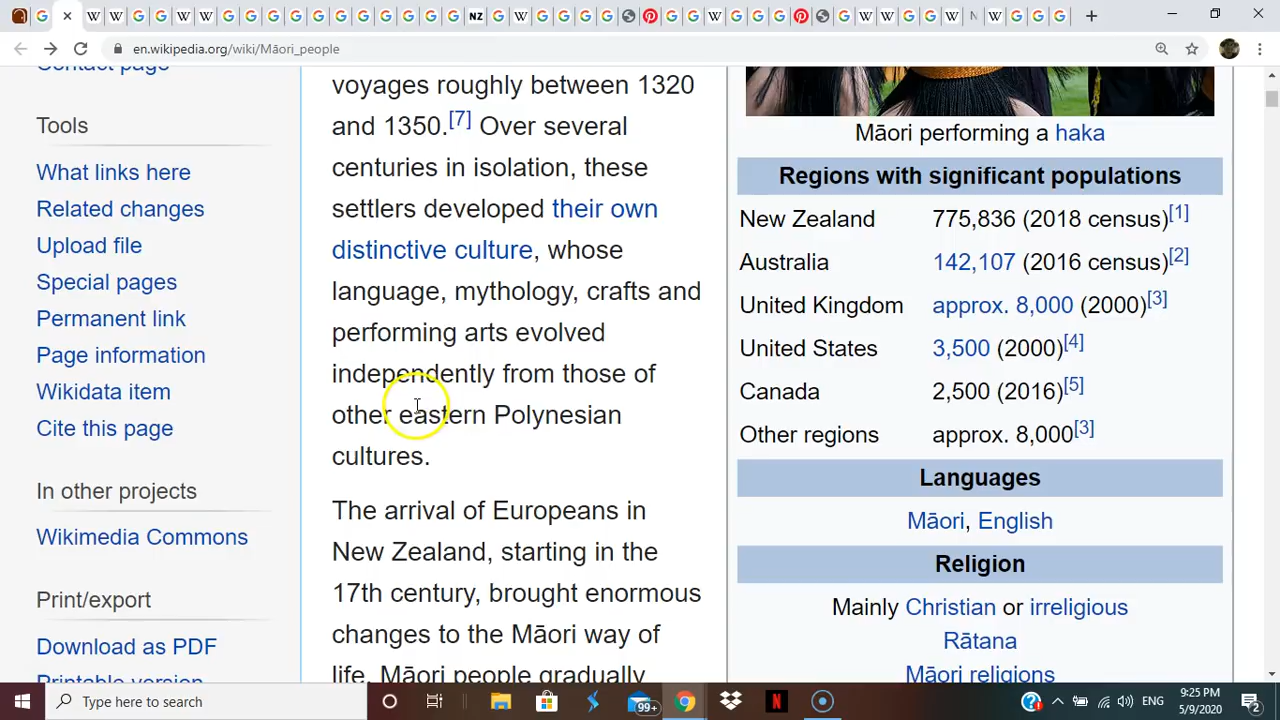 en.wikipedia.org/wiki/Māori_people
Contact page
Tools
What links here
Related changes
Upload file
Special pages
Permanent link
Page information
Wikidata item
Cite this page
In other projects
Wikimedia Commons
Print/export
Download as PDF
Printable version
voyages roughly between 1320
and 1350.[7] Over several
centuries in isolation, these
settlers developed their own
distinctive culture, whose
language, mythology, crafts and
performing arts evolved
independently from those of
other eastern Polynesian
cultures.
The arrival of Europeans in
New Zealand, starting in the
17th century, brought enormous
changes to the Māori way of
life. Māori people gradually
Māori performing a haka
Regions with significant populations
New Zealand 775,836 (2018 census)[1]
Australia 142,107 (2016 census)[2]
United Kingdom approx. 8,000 (2000)[3]
United States 3,500 (2000)[4]
Canada 2,500 (2016)[5]
Other regions approx. 8,000[3]
Languages
Māori, English
Religion
Mainly Christian or irreligious
Rātana
Māori religions
Type here to search
99+
ENG
9:25 PM
5/9/2020
2